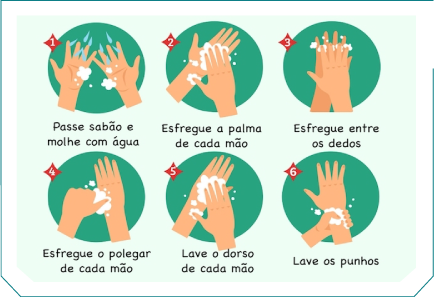 1
Passe sabão e
molhe com água
2
Esfregue a palma
de cada mão
3
Esfregue entre
os dedos
4
Esfregue o polegar
de cada mão
5
Lave o dorso
de cada mão
6
Lave os punhos